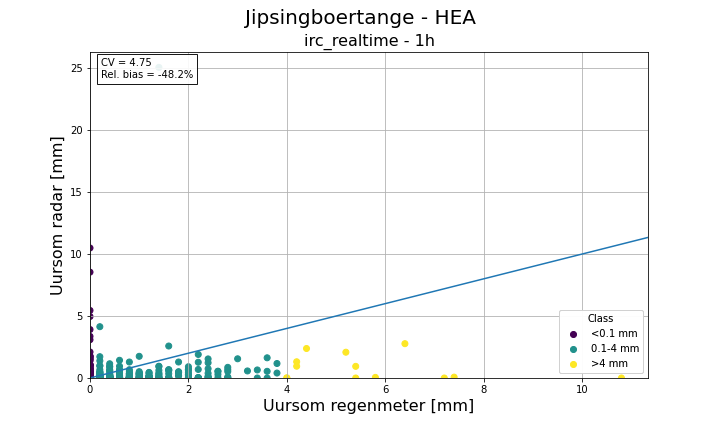 Jipsingboertange - HEA
irc_realtime - 1h
CV = 4.75
Rel. bias = -48.2%
25
20
15
10
5
0
Uursom radar [mm]
Class
<0.1 mm
0.1-4 mm
>4 mm
0 2 4 6 8 10
Uursom regenmeter [mm]